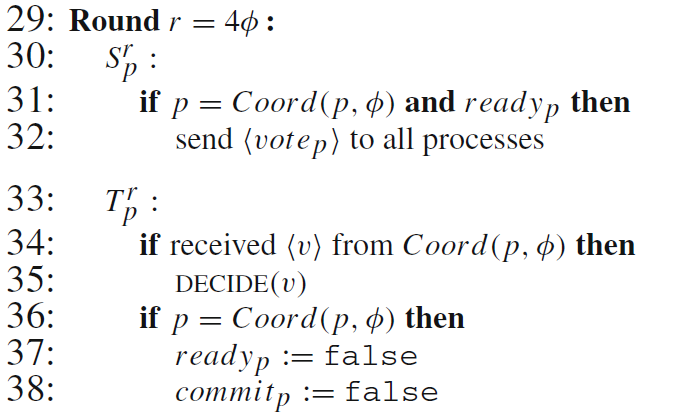 29: Round r = 4ϕ :
30: S_p^r :
31: if p = Coord(p, ϕ) and ready_p then
32: send ⟨vote_p⟩ to all processes
33: T_p^r :
34: if received ⟨v⟩ from Coord(p, ϕ) then
35: DECIDE(v)
36: if p = Coord(p, ϕ) then
37: ready_p := false
38: commit_p := false